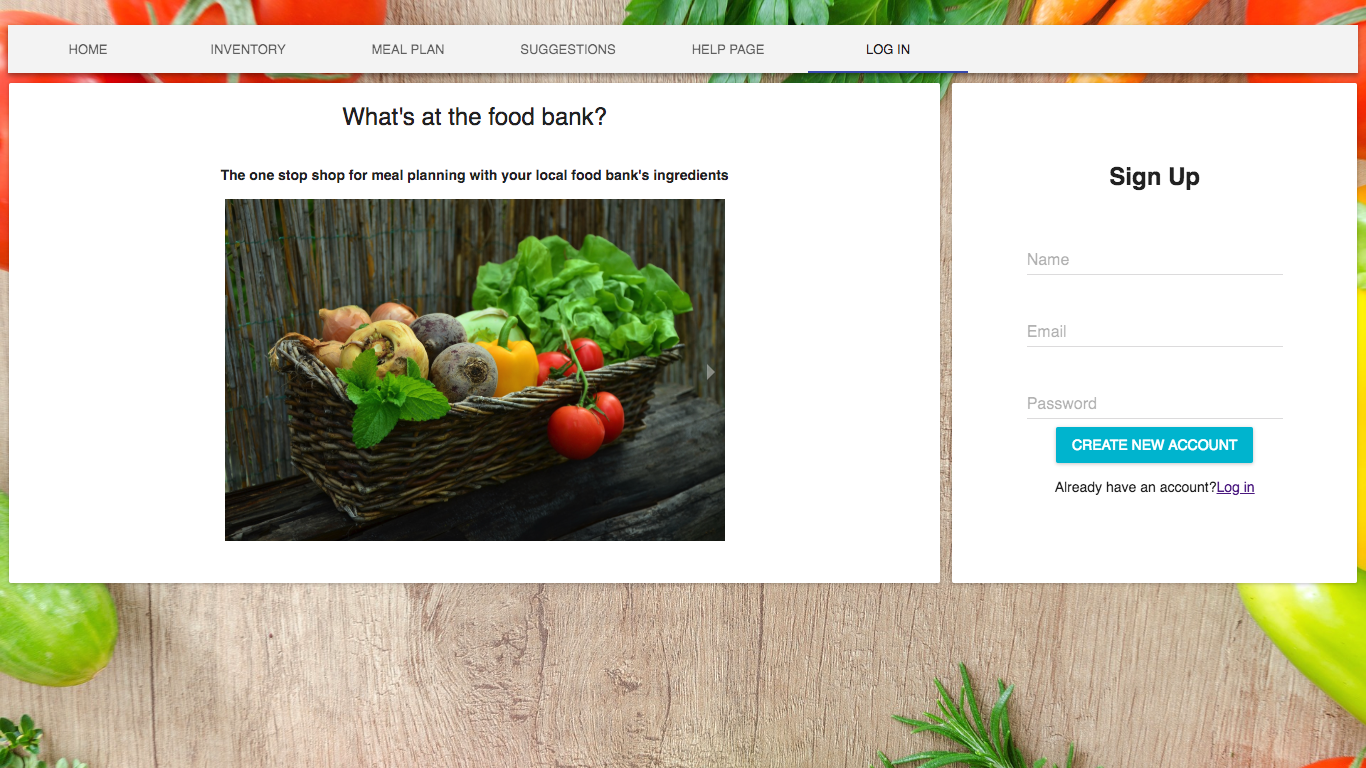 HOME
INVENTORY
MEAL PLAN
SUGGESTIONS
HELP PAGE
LOG IN
What's at the food bank?
The one stop shop for meal planning with your local food bank's ingredients
Sign Up
Name
Email
Password
CREATE NEW ACCOUNT
Already have an account?Log in